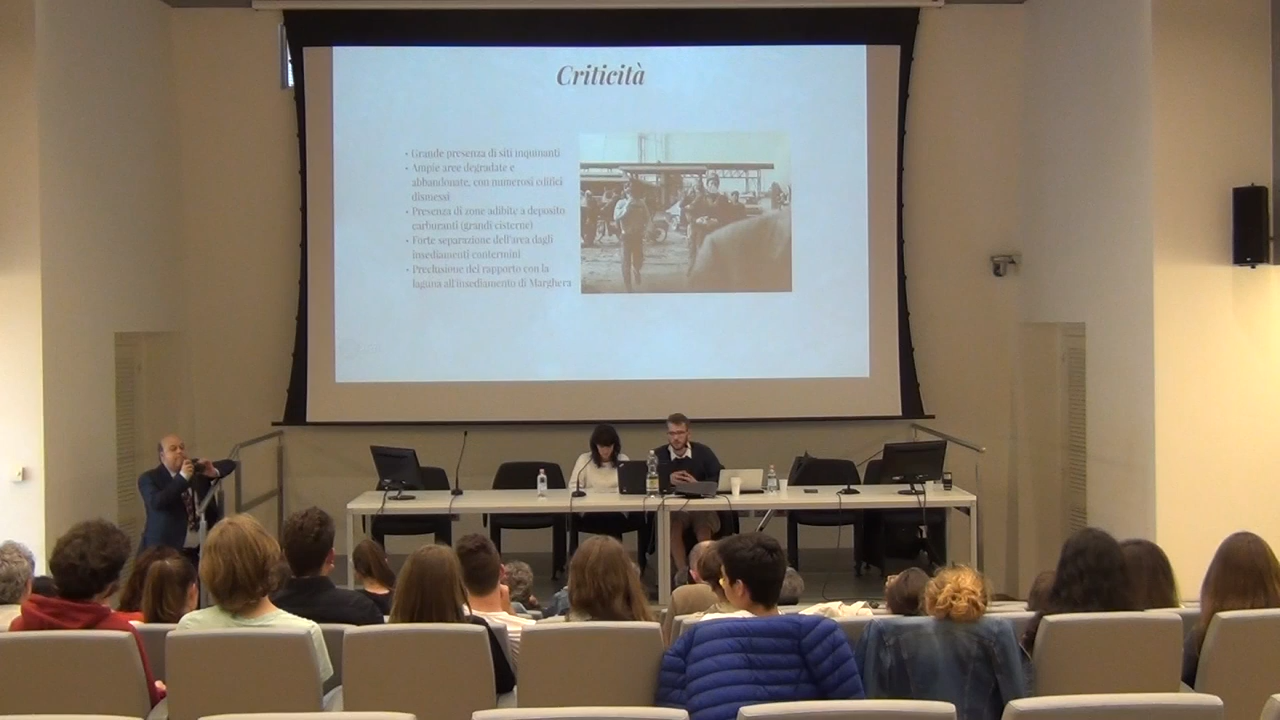 Criticità
• Grande presenza di siti inquinanti
• Ampie aree degradate e
abbandonate, con numerosi edifici
dismessi
• Presenza di zone adibite a deposito
carburanti (grandi cisterne)
• Forte separazione dell'area dagli
insediamenti contermini
• Preclusione del rapporto con la
laguna all'insediamento di Marghera